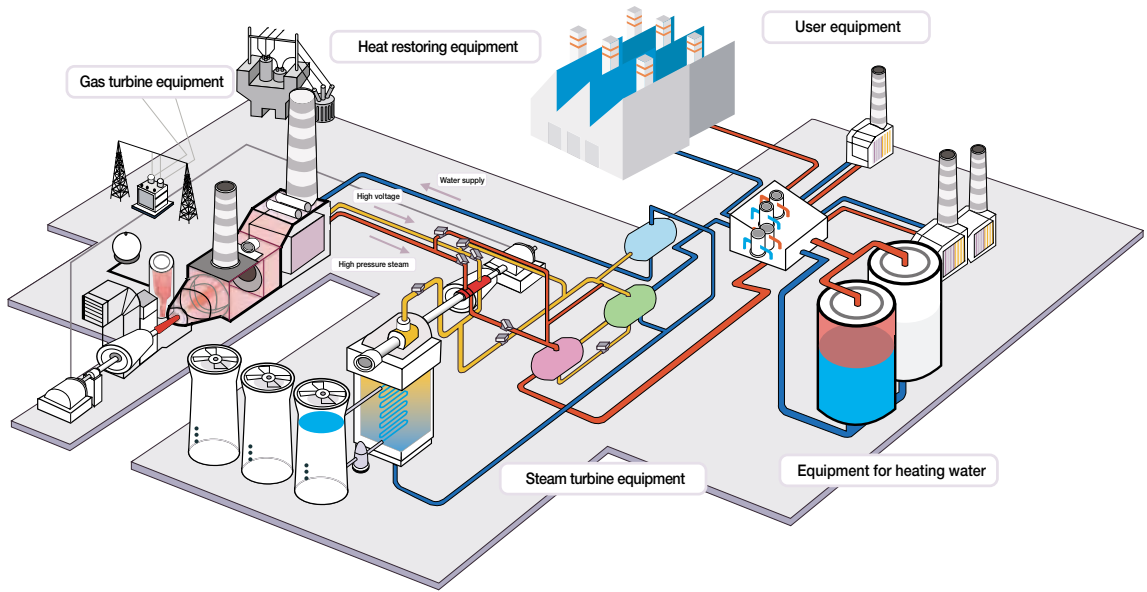 User equipment
Heat restoring equipment
Gas turbine equipment
Water supply
High voltage
High pressure steam
Steam turbine equipment
Equipment for heating water